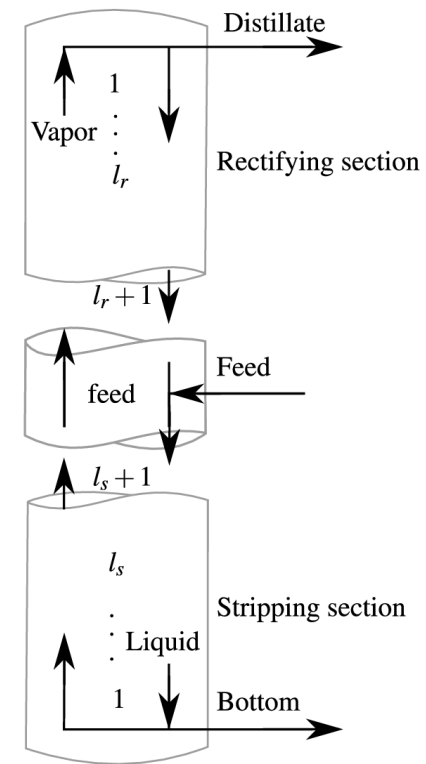 Distillate
1
Vapor
.
.
.
l_r
Rectifying section
l_r + 1
Feed
feed
l_s + 1
l_s
Stripping section
.
.
.
Liquid
1
Bottom